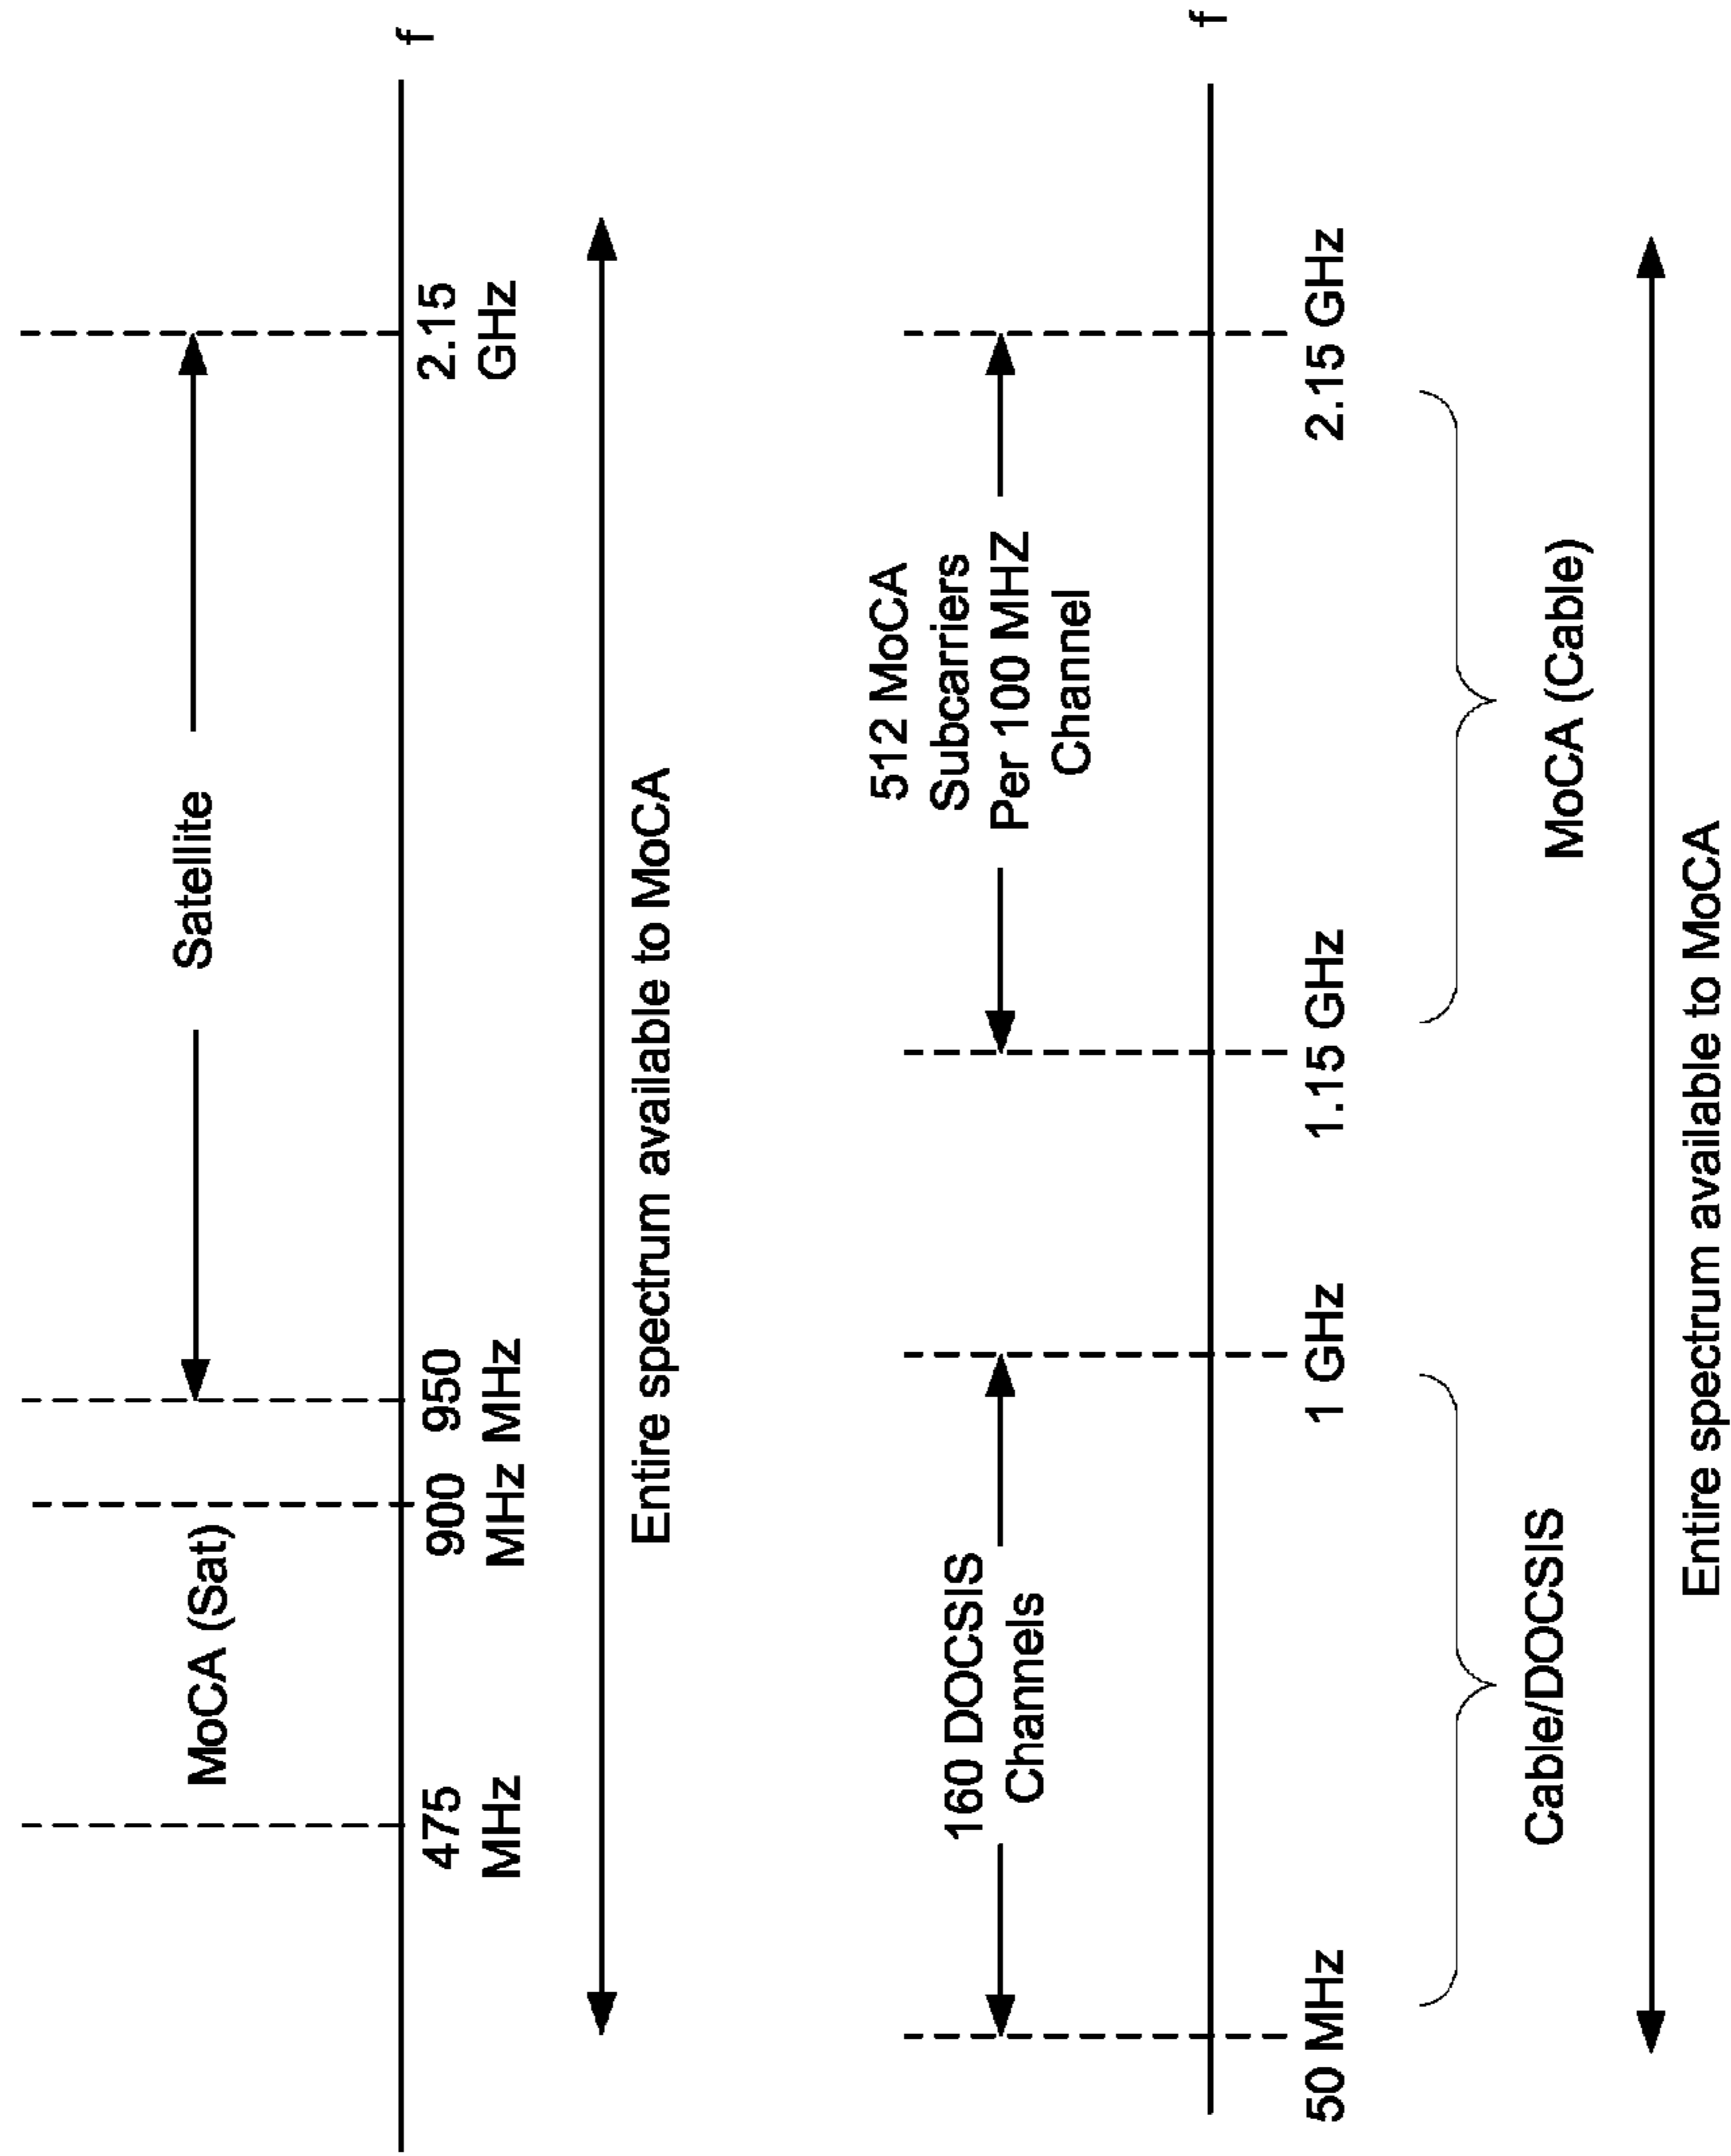 MoCA (Sat)
Satellite
f
475
MHz
900
MHz
950
MHz
2.15
GHz
Entire spectrum available to MoCA
160 DOCSIS
Channels
512 MoCA
Subcarriers
Per 100 MHZ
Channel
f
50 MHz
1 GHz
1.15 GHz
2.15 GHz
Cable/DOCSIS
MoCA (Cable)
Entire spectrum available to MoCA